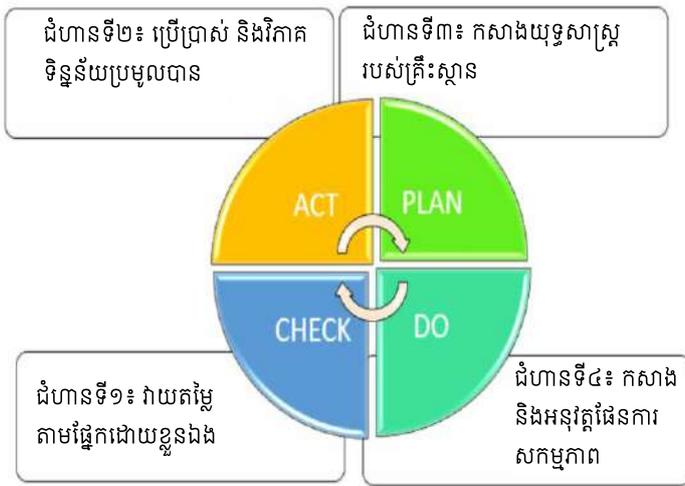 ជំហានទី២៖ ប្រើប្រាស់ និងវិភាគ
ទិន្នន័យប្រមូលបាន
ជំហានទី៣៖ កសាងយុទ្ធសាស្ត្រ
របស់គ្រឹះស្ថាន
ACT
PLAN
CHECK
DO
ជំហានទី១៖ វាយតម្លៃ
តាមផ្នែកដោយខ្លួនឯង
ជំហានទី៤៖ កសាង
និងអនុវត្តផែនការ
សកម្មភាព